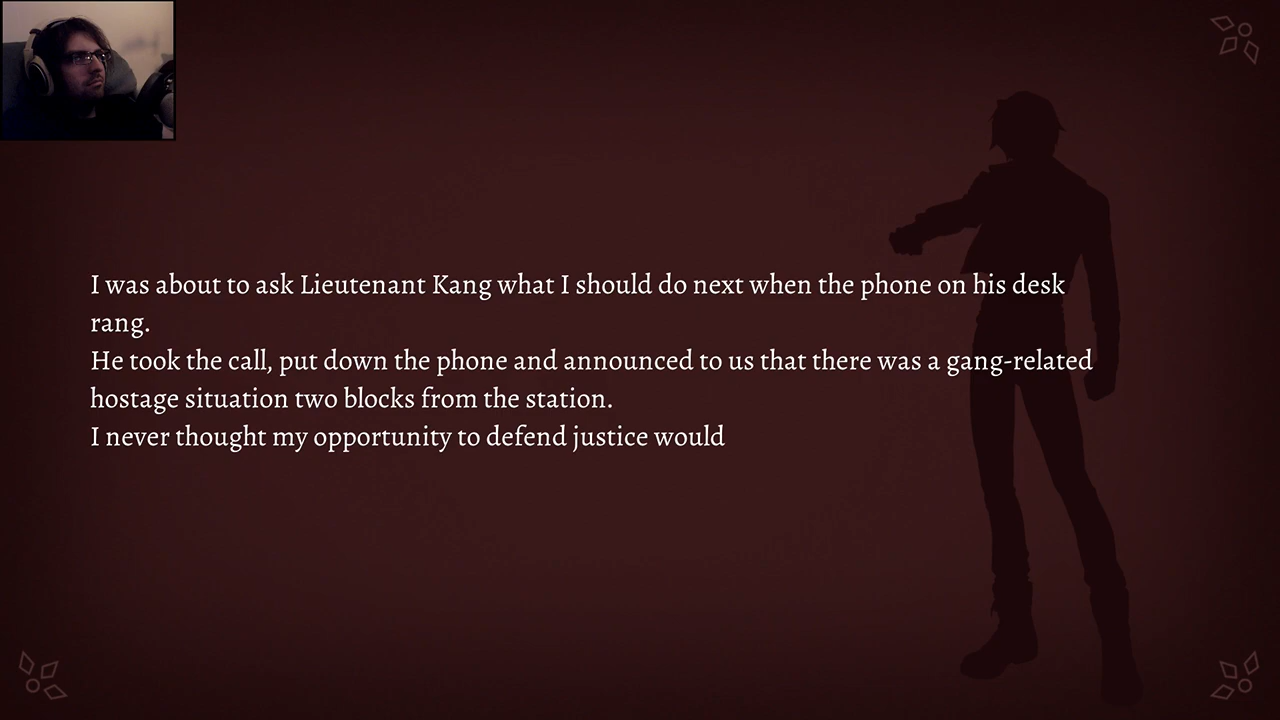 I was about to ask Lieutenant Kang what I should do next when the phone on his desk
rang.
He took the call, put down the phone and announced to us that there was a gang-related
hostage situation two blocks from the station.
I never thought my opportunity to defend justice would